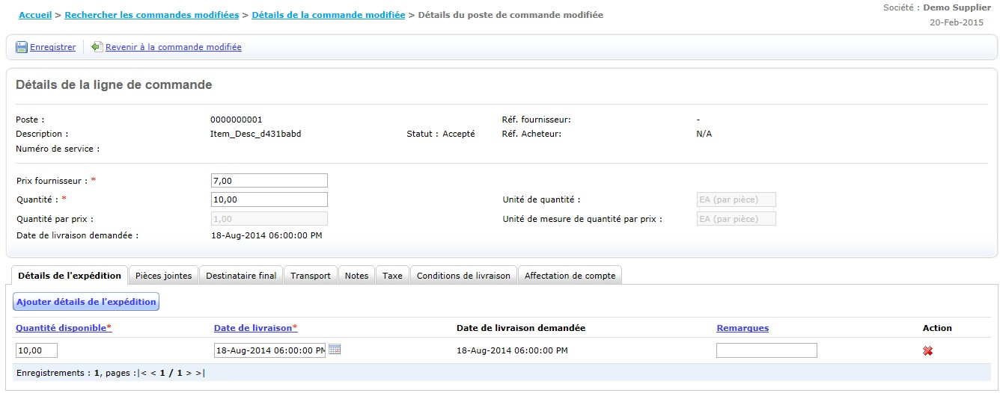 Accueil > Rechercher les commandes modifiées > Détails de la commande modifiée > Détails du poste de commande modifiée
Société : Demo Supplier
20-Feb-2015
Enregistrer Revenir à la commande modifiée
Détails de la ligne de commande
Poste : 0000000001 Réf. fournisseur: -
Description : Item_Desc_d431babd Statut : Accepté Réf. Acheteur: N/A
Numéro de service :
Prix fournisseur : * 7,00
Quantité : * 10,00 Unité de quantité : EA (par pièce)
Quantité par prix : 1,00 Unité de mesure de quantité par prix : EA (par pièce)
Date de livraison demandée : 18-Aug-2014 06:00:00 PM
Détails de l'expédition Pièces jointes Destinataire final Transport Notes Taxe Conditions de livraison Affectation de compte
Ajouter détails de l'expédition
Quantité disponible* Date de livraison* Date de livraison demandée Remarques Action
10,00 18-Aug-2014 06:00:00 PM 18-Aug-2014 06:00:00 PM
Enregistrements : 1, pages :|< < 1 / 1 > >|